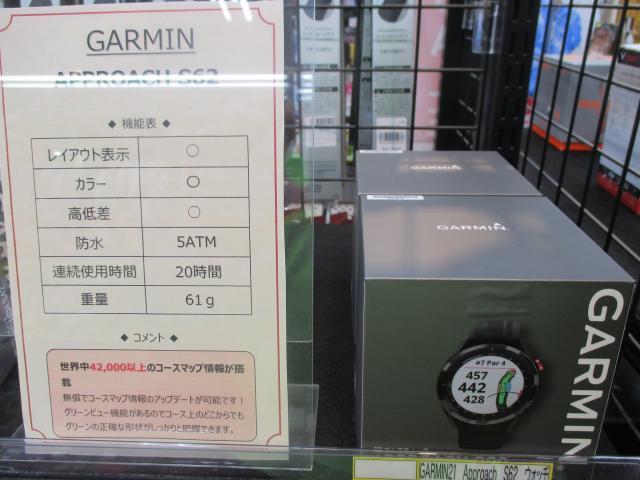 GARMIN
APPROACH S62
◆ 機能表 ◆
レイアウト表示 ○
カラー ○
高低差 ○
防水 5ATM
連続使用時間 20時間
重量 61g
◆ コメント ◆
世界中42,000以上のコースマップ情報が搭
載
無償でコースマップ情報のアップデートが可能です！
グリーンビュー機能があるのでコース上のどこからでも
グリーンの正確な形状がしっかりと把握できます。
GARMIN
GARMIN
GARMIN
#7 Par 4
457
442
428
GARMIN21 Approach S62 ウォッチ